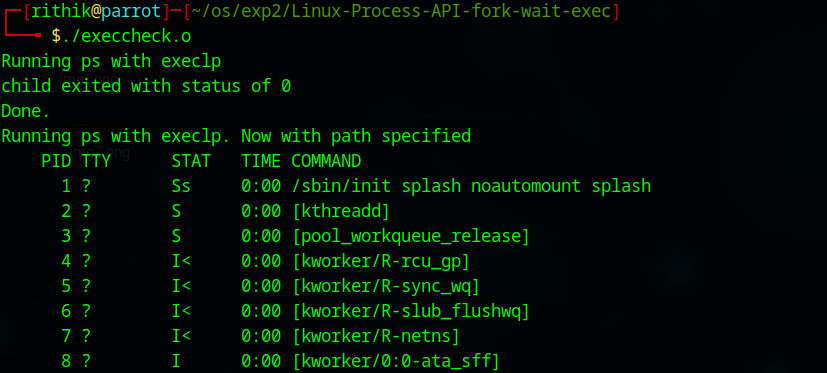 ┌─[rithik@parrot]─[~/os/exp2/Linux-Process-API-fork-wait-exec]
└──╼ $./execcheck.o
Running ps with execlp
child exited with status of 0
Done.
Running ps with execlp. Now with path specified
    PID TTY      STAT   TIME COMMAND
      1 ?        Ss     0:00 /sbin/init splash noautomount splash
      2 ?        S      0:00 [kthreadd]
      3 ?        S      0:00 [pool_workqueue_release]
      4 ?        I<     0:00 [kworker/R-rcu_gp]
      5 ?        I<     0:00 [kworker/R-sync_wq]
      6 ?        I<     0:00 [kworker/R-slub_flushwq]
      7 ?        I<     0:00 [kworker/R-netns]
      8 ?        I      0:00 [kworker/0:0-ata_sff]